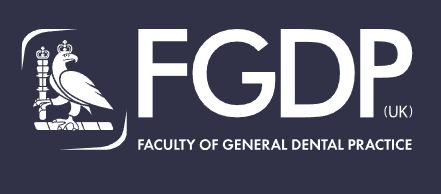 FGDP
(UK)
FACULTY OF GENERAL DENTAL PRACTICE